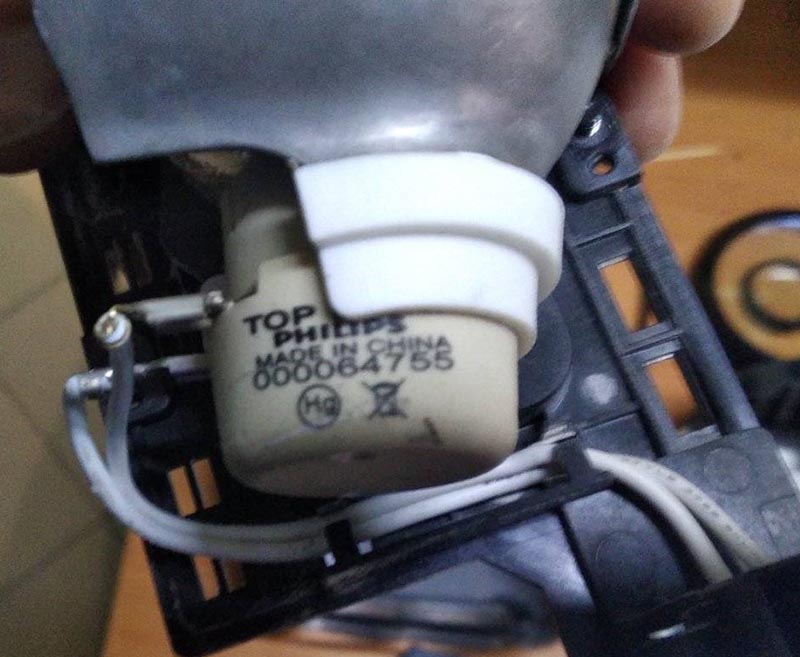 TOP
PHILIPS
MADE IN CHINA
000064755
Hg